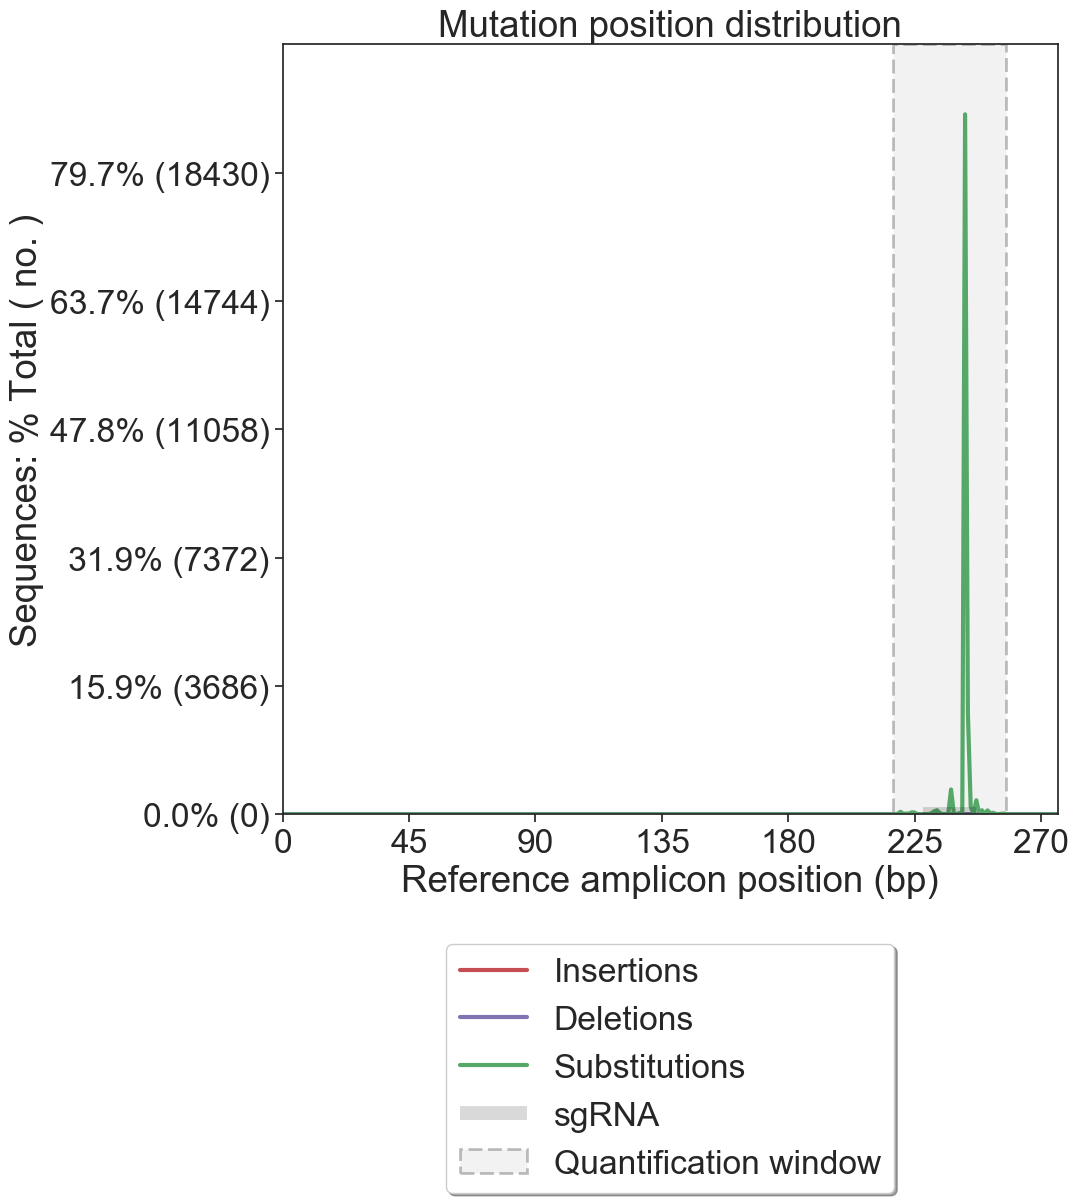 Mutation position distribution
Sequences: % Total ( no. )
79.7% (18430)
63.7% (14744)
47.8% (11058)
31.9% (7372)
15.9% (3686)
0.0% (0)
0 45 90 135 180 225 270
Reference amplicon position (bp)
Insertions
Deletions
Substitutions
sgRNA
Quantification window